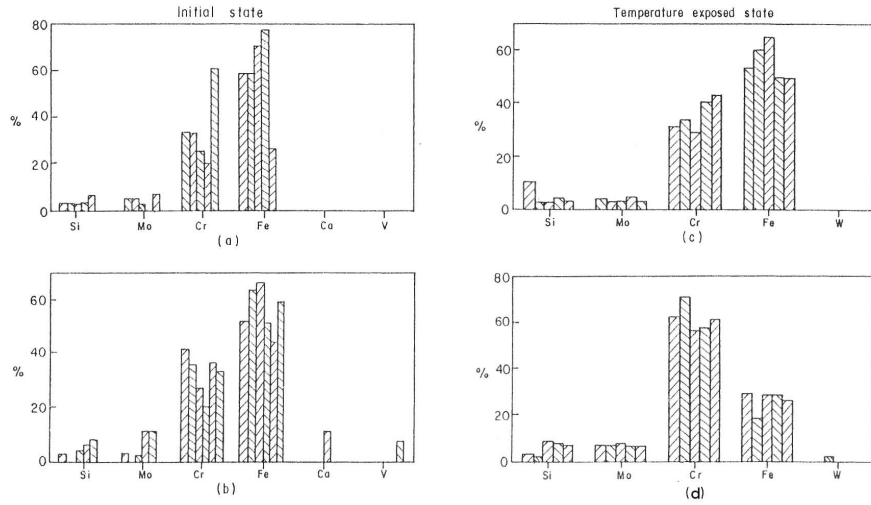 Initial state
80
60
40
20
0
%
Si Mo Cr Fe Ca V
(a)
Temperature exposed state
60
40
20
0
%
Si Mo Cr Fe W
(c)
60
40
20
0
%
Si Mo Cr Fe Ca V
(b)
80
60
40
20
0
%
Si Mo Cr Fe W
(d)